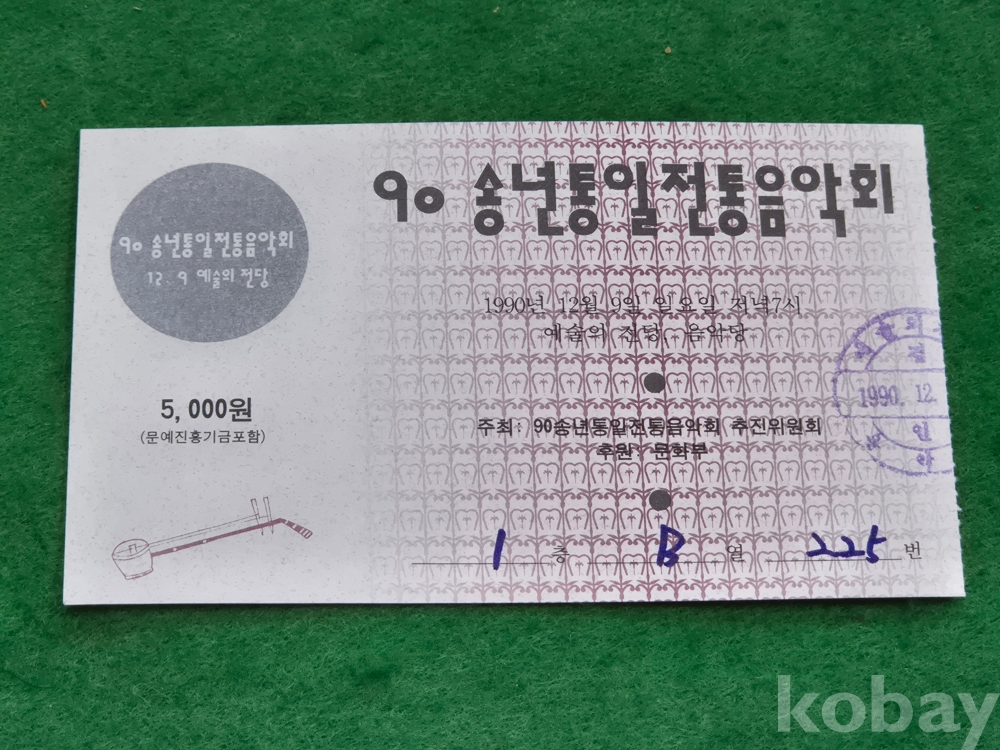 90 송년통일전통음악회
12. 9 예술의 전당
5,000원
(문예진흥기금포함)
90 송년통일전통음악회
1990년 12월 9일 일요일 저녁7시
예술의 전당, 음악당
주최: 90송년통일전통음악회 추진위원회
후원: 문화부
1990. 12.
1 층 B 열 225 번
kobay